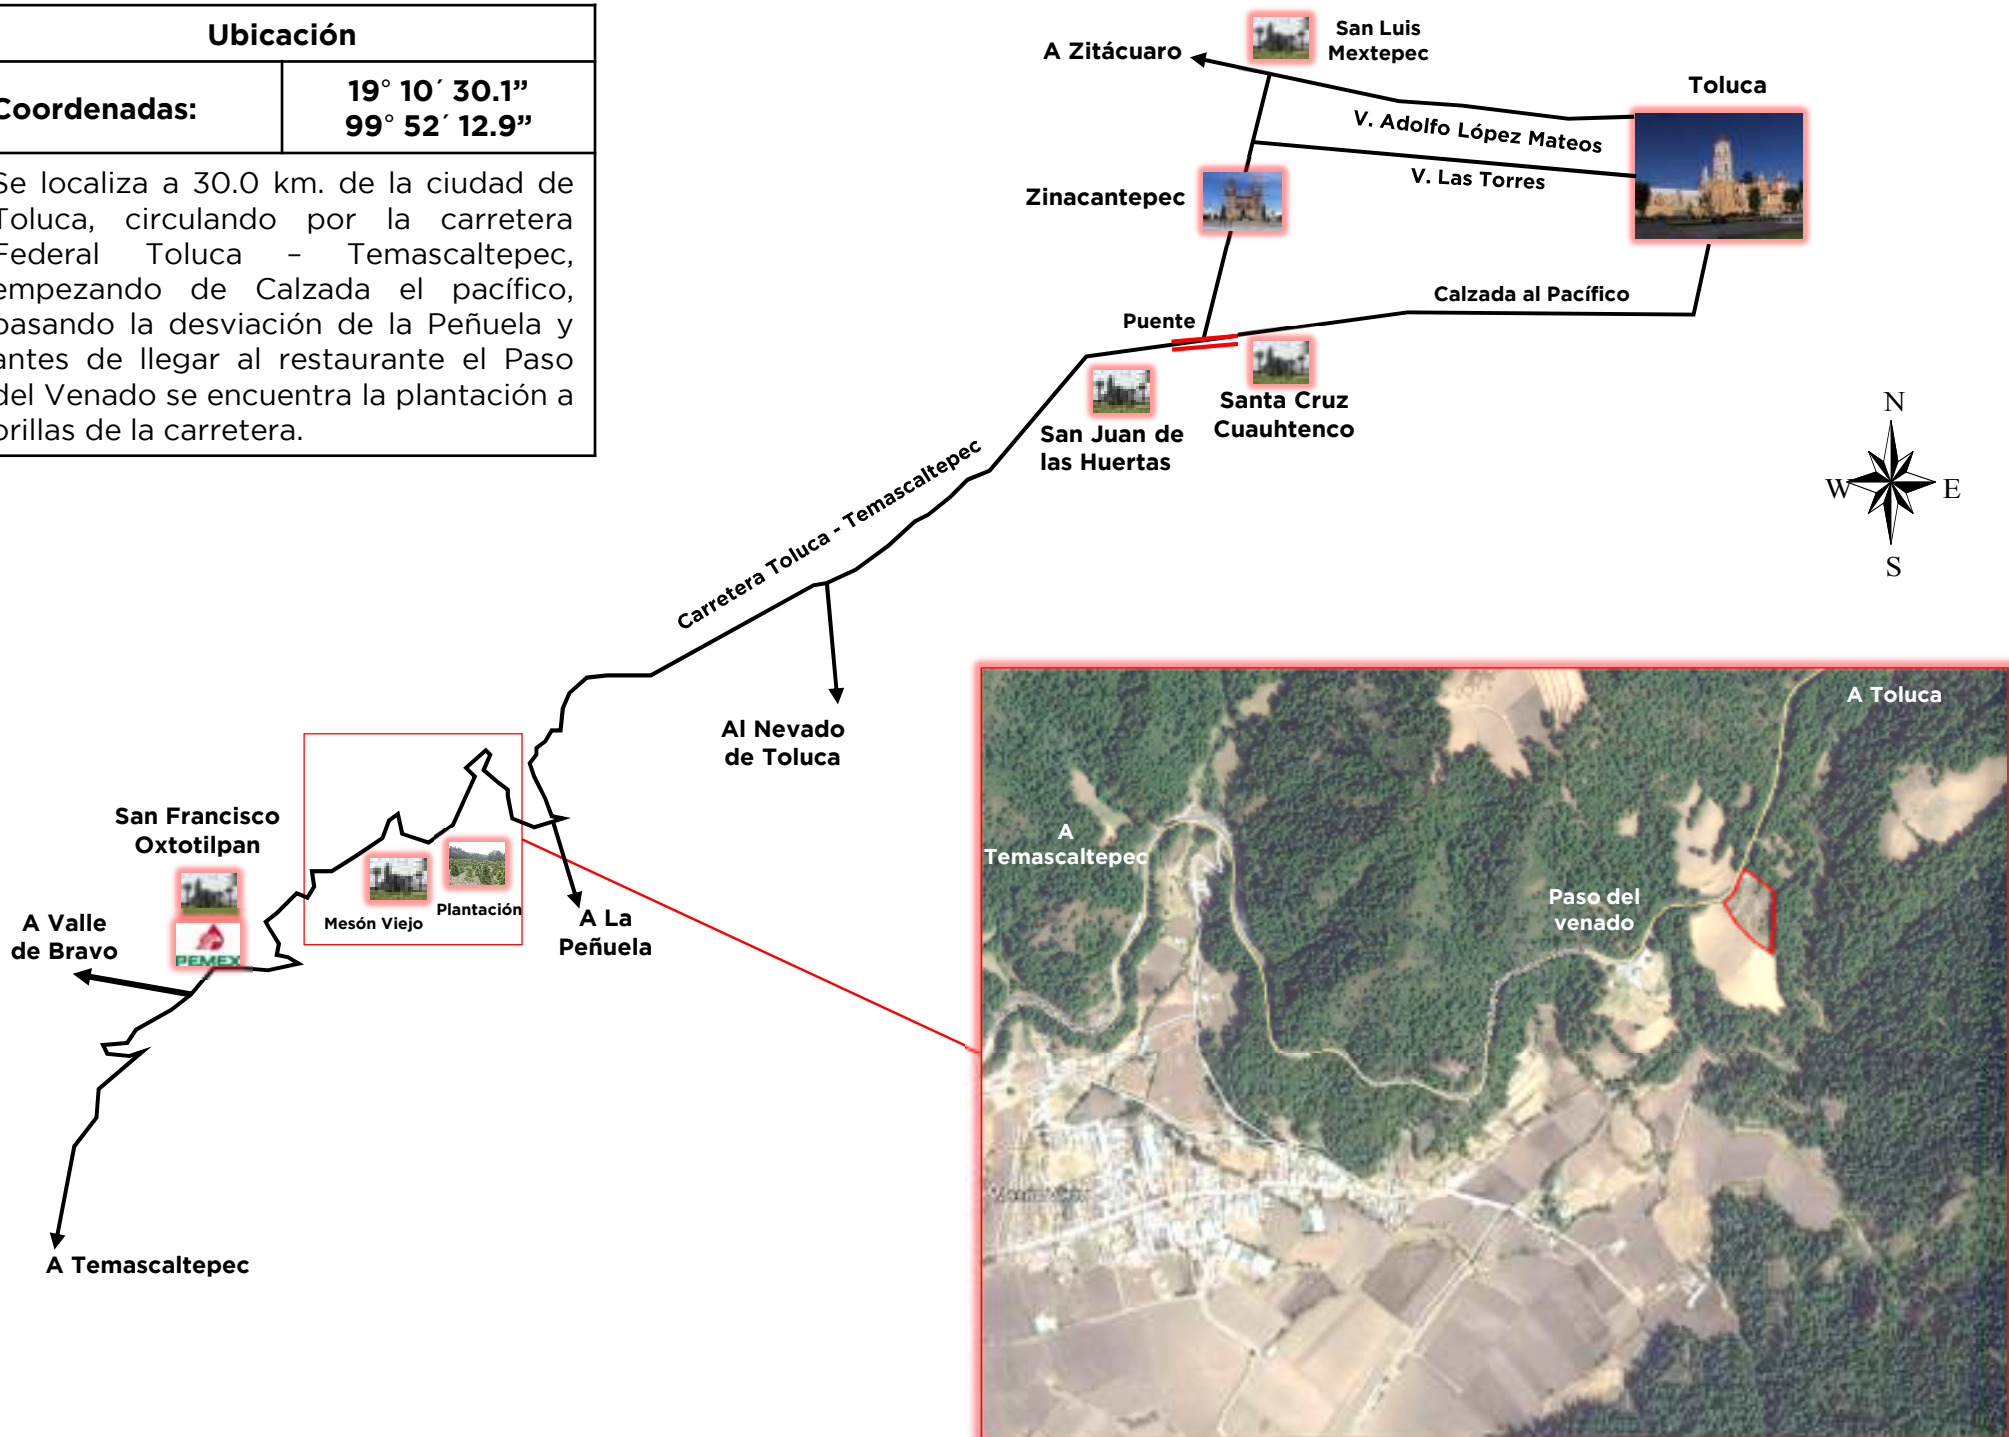 Ubicación
Coordenadas:
19° 10´ 30.1”
99° 52´ 12.9”
Se localiza a 30.0 km. de la ciudad de
Toluca, circulando por la carretera
Federal Toluca – Temascaltepec,
empezando de Calzada el pacífico,
pasando la desviación de la Peñuela y
antes de llegar al restaurante el Paso
del Venado se encuentra la plantación a
orillas de la carretera.
A Zitácuaro
San Luis
Mextepec
Toluca
V. Adolfo López Mateos
V. Las Torres
Zinacantepec
Calzada al Pacífico
Puente
Santa Cruz
Cuauhtenco
San Juan de
las Huertas
N
W
E
S
Carretera Toluca - Temascaltepec
Al Nevado
de Toluca
San Francisco
Oxtotilpan
PEMEX
A Valle
de Bravo
Mesón Viejo
Plantación
A La
Peñuela
A Temascaltepec
A Toluca
A
Temascaltepec
Paso del
venado